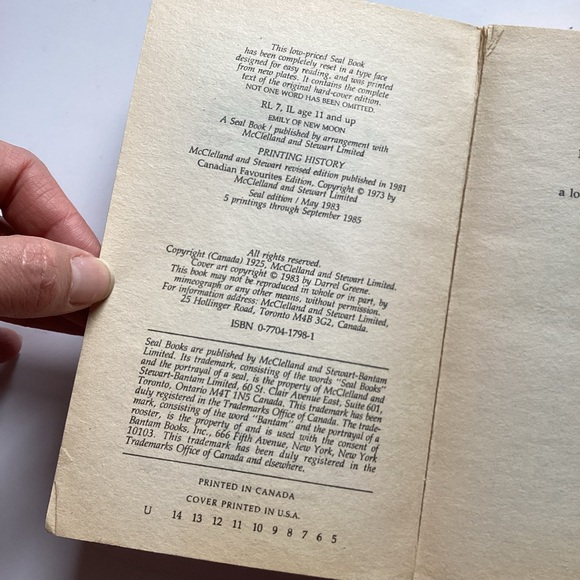 This low-priced Seal Book
has been completely reset in a type face
designed for easy reading, and was printed
from new plates. It contains the complete
text of the original hard-cover edition.
NOT ONE WORD HAS BEEN OMITTED.
RL 7, IL age 11 and up
EMILY OF NEW MOON
A Seal Book / published by arrangement with
McClelland and Stewart Limited
PRINTING HISTORY
McClelland and Stewart revised edition published in 1981
Canadian Favourites Edition, Copyright © 1973 by
McClelland and Stewart Limited
Seal edition / May 1983
5 printings through September 1985
All rights reserved.
Copyright (Canada) 1925, McClelland and Stewart Limited.
Cover art copyright © 1983 by Darrel Greene.
This book may not be reproduced in whole or in part, by
mimeograph or any other means, without permission.
For information address: McClelland and Stewart Limited,
25 Hollinger Road, Toronto M4B 3G2, Canada.
ISBN 0-7704-1798-1
Seal Books are published by McClelland and Stewart-Bantam
Limited. Its trademark, consisting of the words "Seal Books"
and the portrayal of a seal, is the property of McClelland and
Stewart-Bantam Limited, 60 St. Clair Avenue East, Suite 601,
Toronto, Ontario M4T 1N5 Canada. This trademark has been
duly registered in the Trademarks Office of Canada. The trade-
mark, consisting of the word "Bantam" and the portrayal of a
rooster, is the property of and is used with the consent of
Bantam Books, Inc., 666 Fifth Avenue, New York, New York
10103. This trademark has been duly registered in the
Trademarks Office of Canada and elsewhere.
PRINTED IN CANADA
COVER PRINTED IN U.S.A.
U 14 13 12 11 10 9 8 7 6 5
a lo